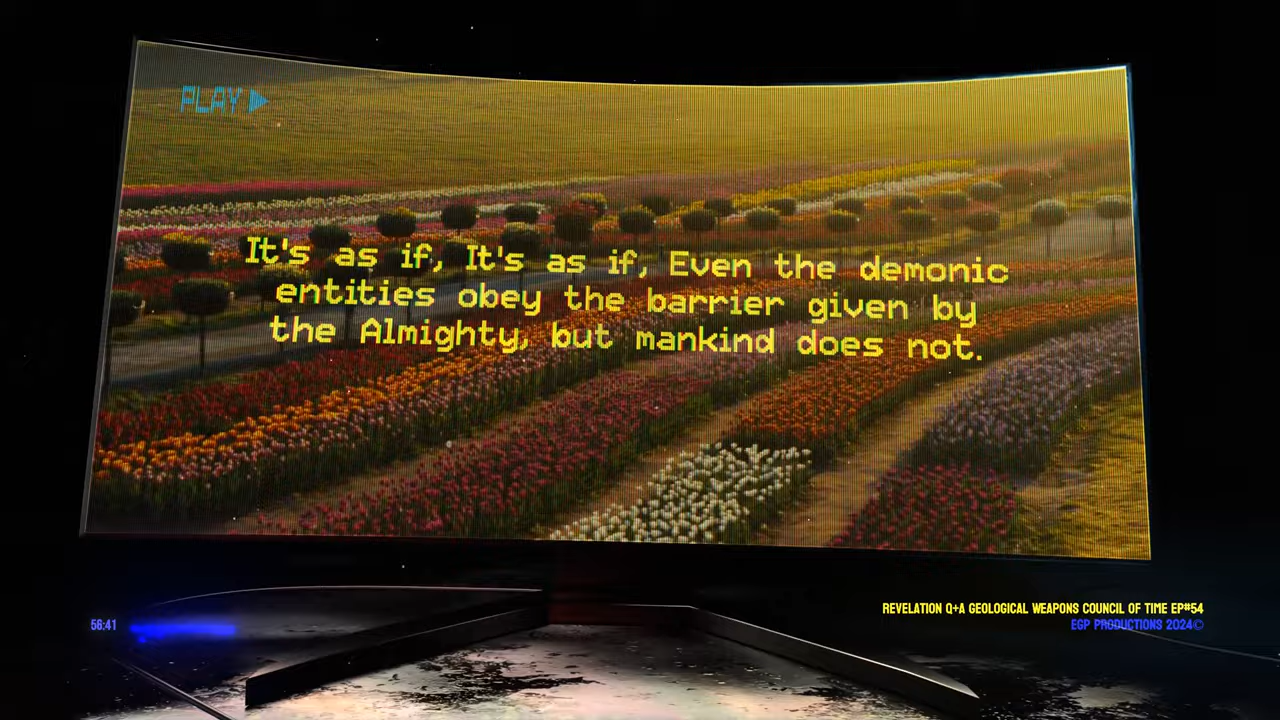 PLAY
It's as if, It's as if, Even the demonic
entities obey the barrier given by
the Almighty, but mankind does not.
56:41
REVELATION Q+A GEOLOGICAL WEAPONS COUNCIL OF TIME EP#54
EGP PRODUCTIONS 2024©